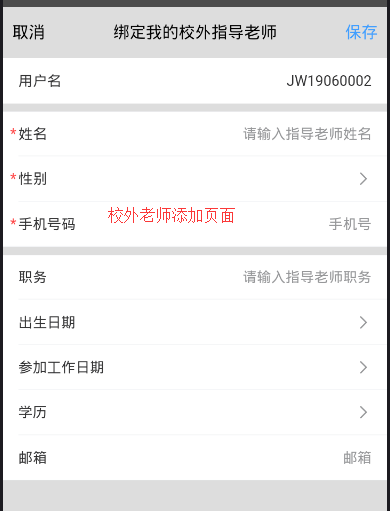 取消 绑定我的校外指导老师 保存
用户名 JW19060002
*姓名 请输入指导老师姓名
*性别
*手机号码 校外老师添加页面 手机号
职务 请输入指导老师职务
出生日期
参加工作日期
学历
邮箱 邮箱